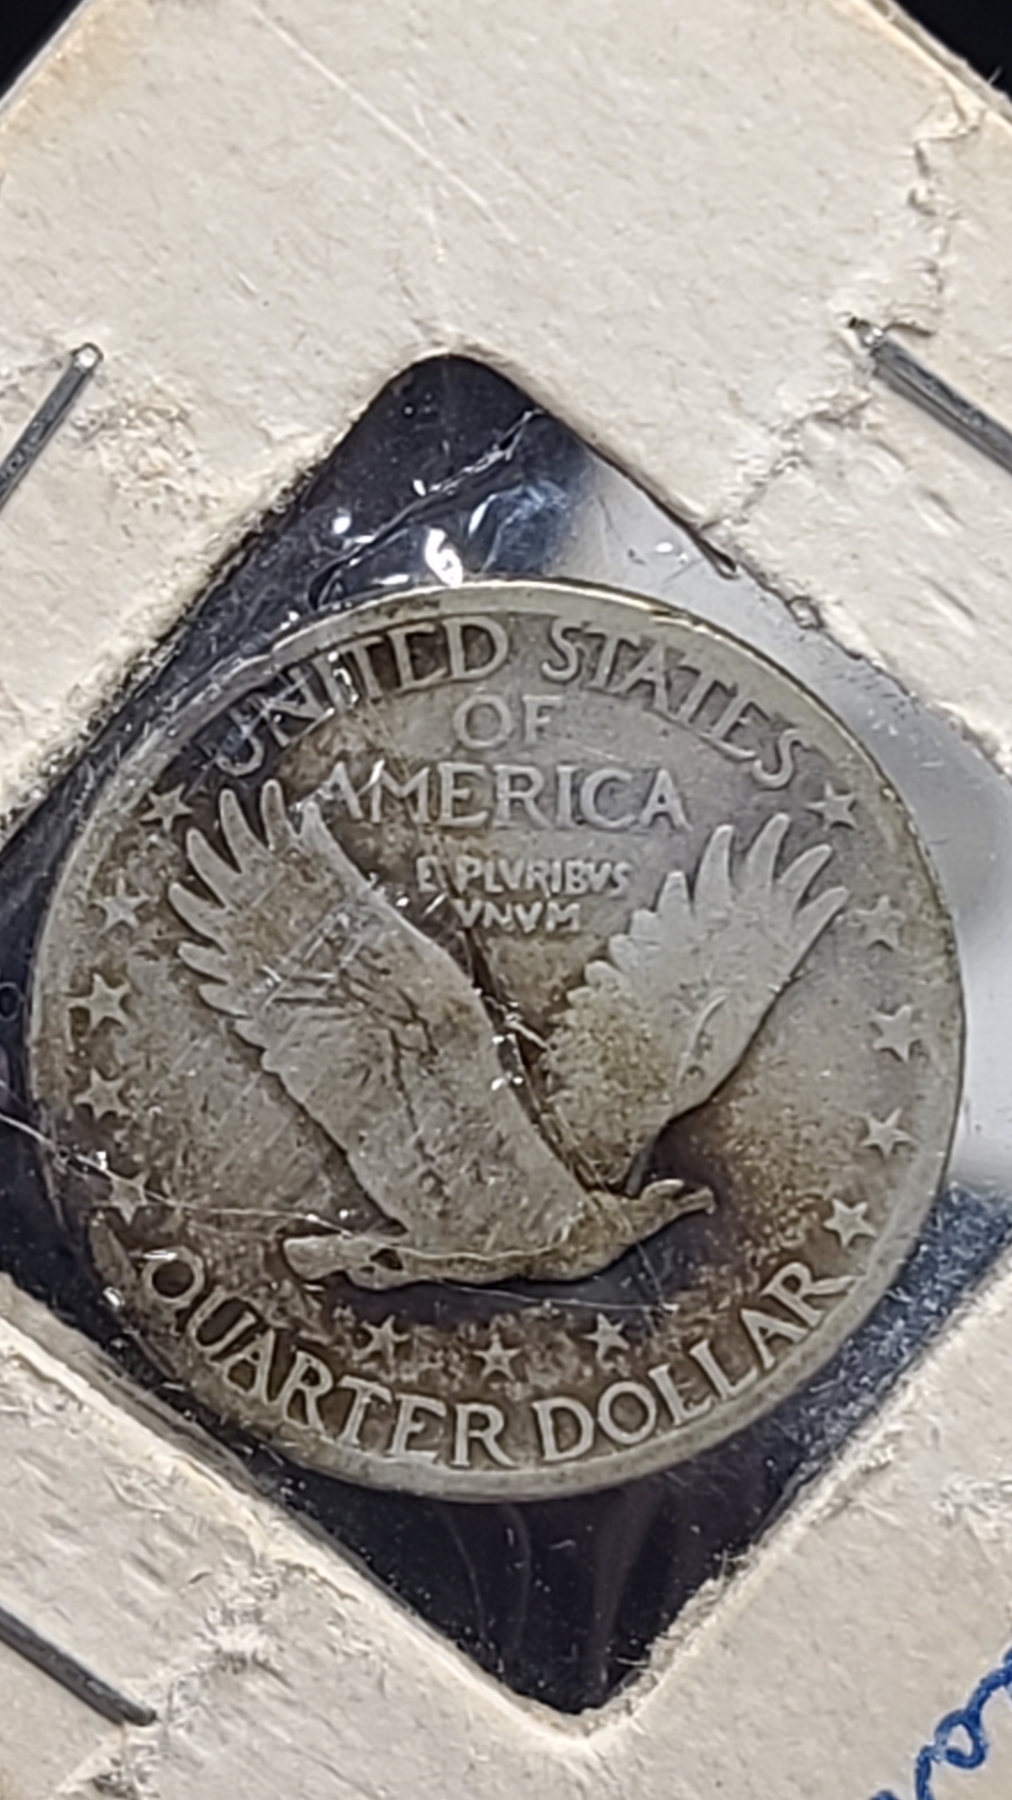 UNITED STATES
OF
AMERICA
E PLVRIBVS
VNVM
QUARTER DOLLAR